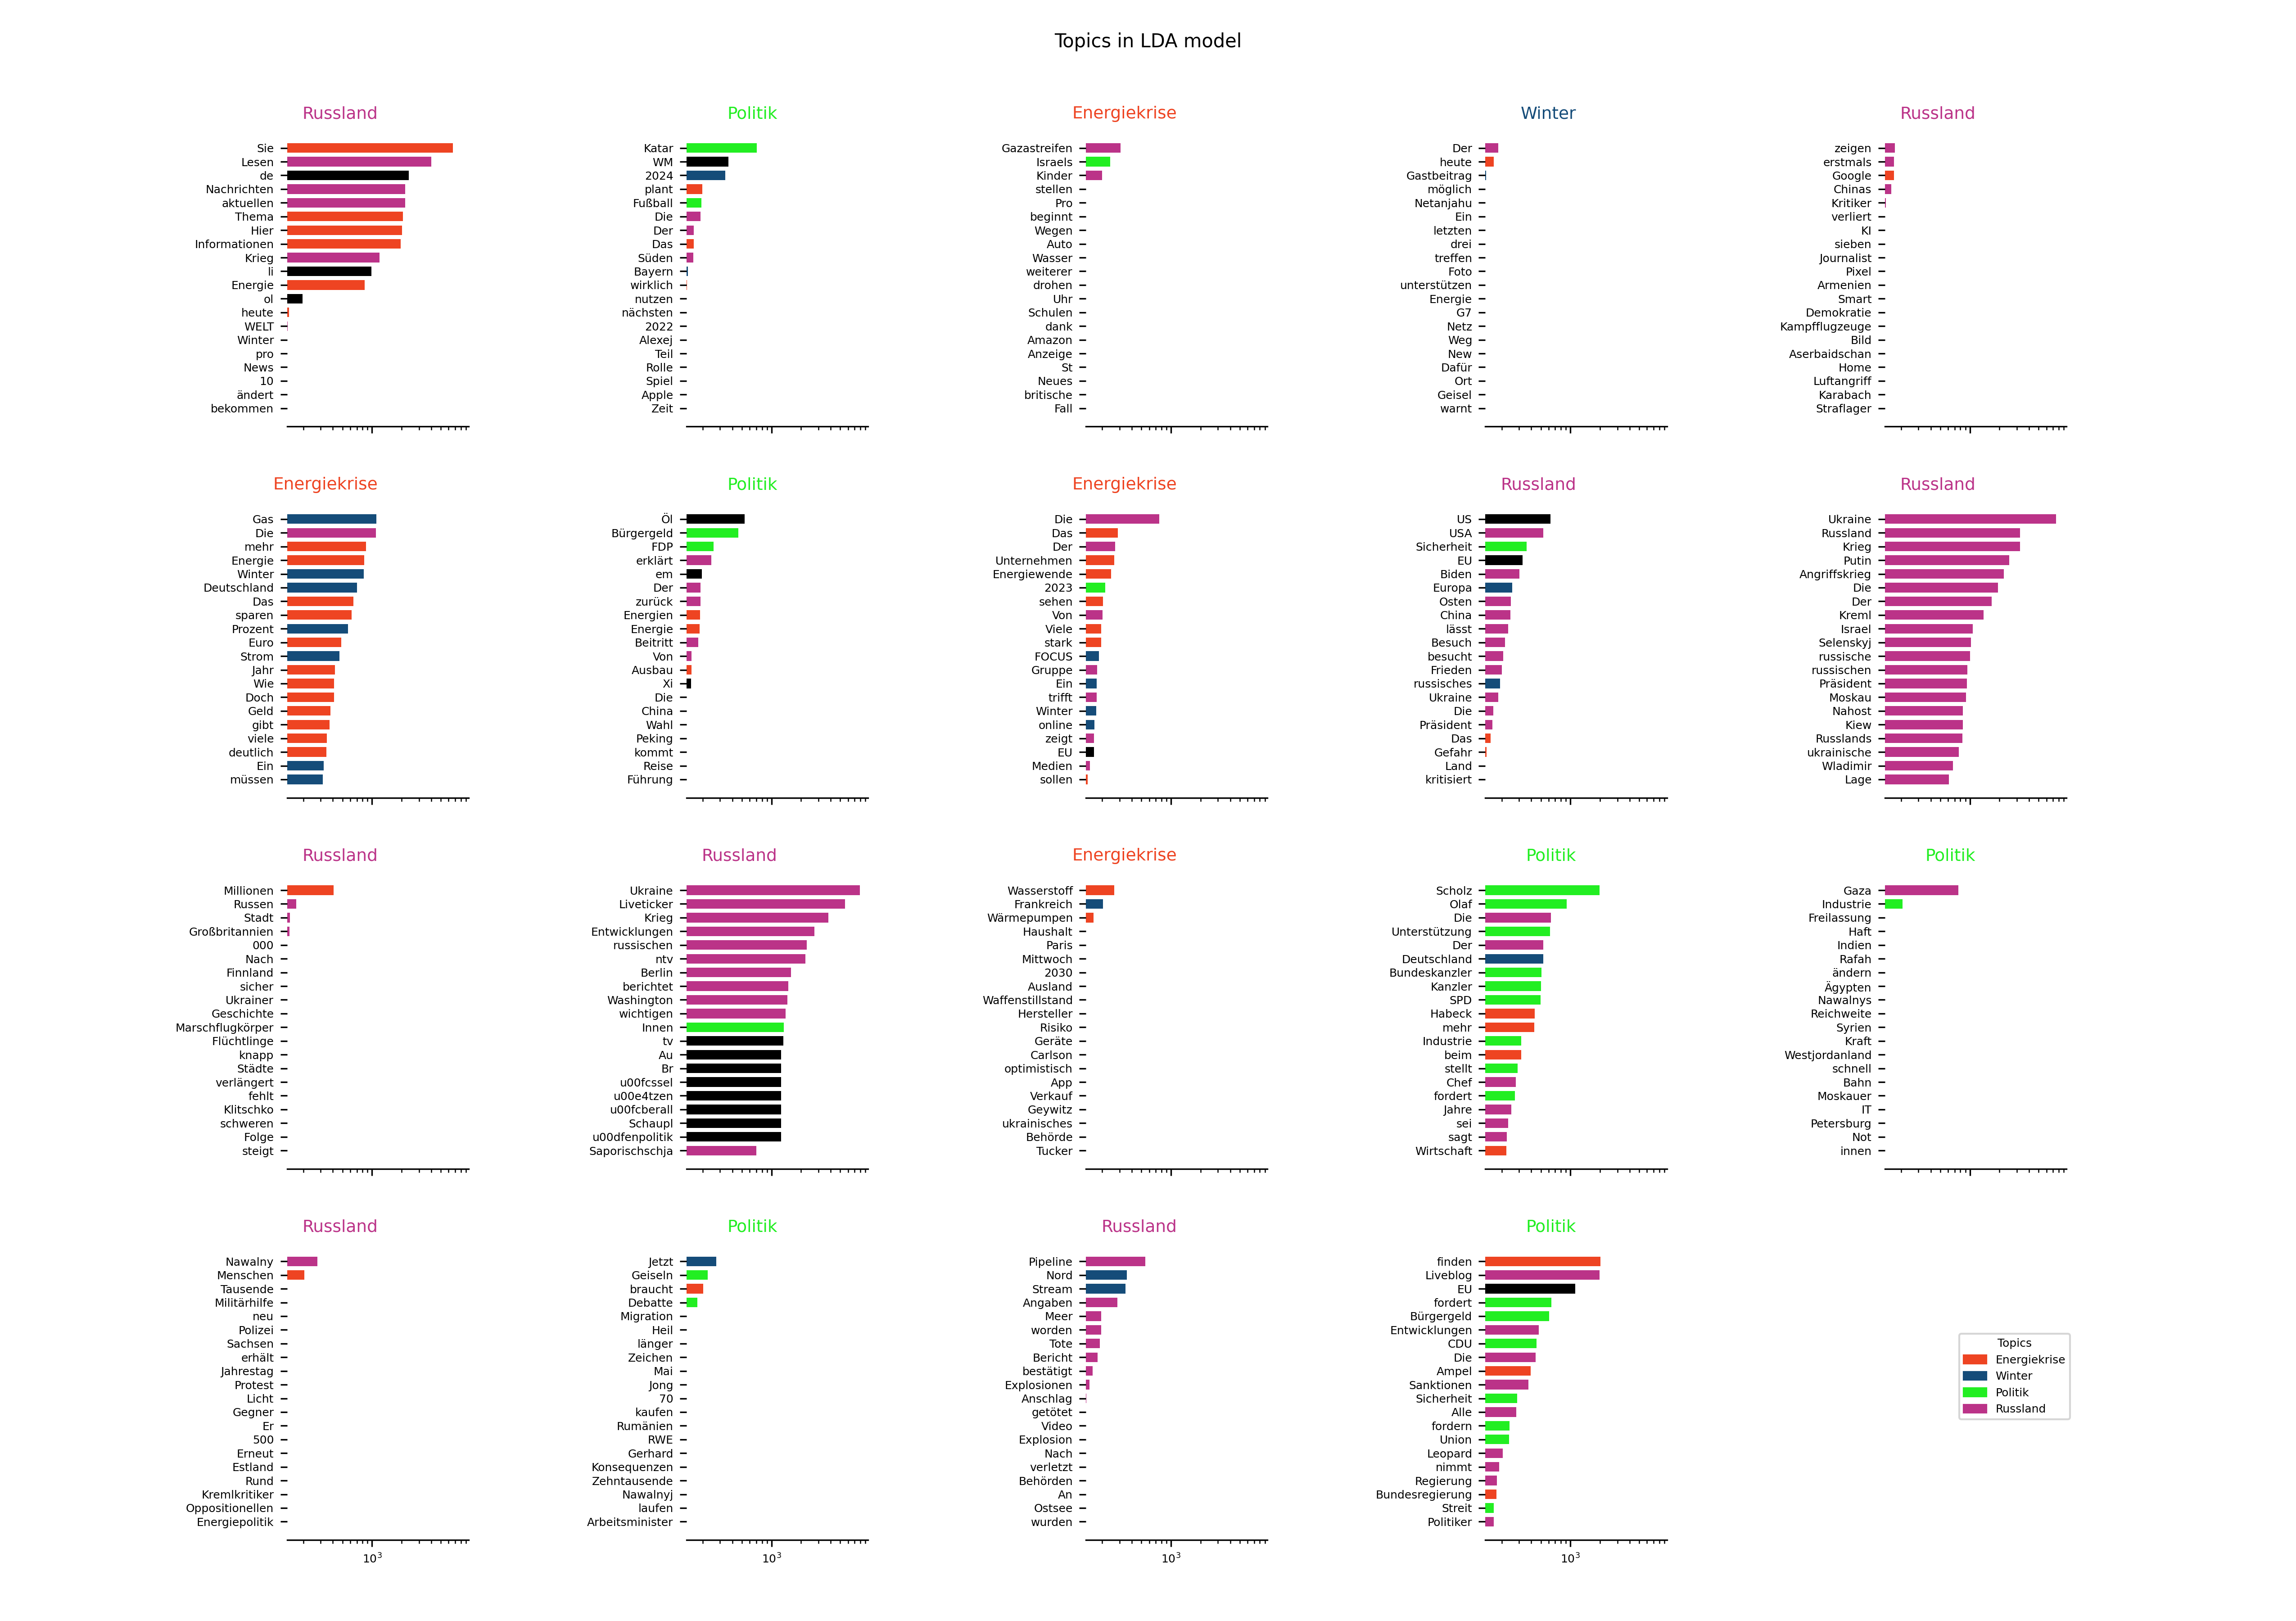 Topics in LDA model
Russland
Sie
Lesen
de
Nachrichten
aktuellen
Thema
Hier
Informationen
Krieg
li
Energie
ol
heute
WELT
Winter
pro
News
10
ändert
bekommen
Politik
Katar
WM
2024
plant
Fußball
Die
Der
Das
Süden
Bayern
wirklich
nutzen
nächsten
2022
Alexej
Teil
Rolle
Spiel
Apple
Zeit
Energiekrise
Gazastreifen
Israels
Kinder
stellen
Pro
beginnt
Wegen
Auto
Wasser
weiterer
drohen
Uhr
Schulen
dank
Amazon
Anzeige
St
Neues
britische
Fall
Winter
Der
heute
Gastbeitrag
möglich
Netanjahu
Ein
letzten
drei
treffen
Foto
unterstützen
Energie
G7
Netz
Weg
New
Dafür
Ort
Geisel
warnt
Russland
zeigen
erstmals
Google
Chinas
Kritiker
verliert
KI
sieben
Journalist
Pixel
Armenien
Smart
Demokratie
Kampfflugzeuge
Bild
Aserbaidschan
Home
Luftangriff
Karabach
Straflager
Energiekrise
Gas
Die
mehr
Energie
Winter
Deutschland
Das
sparen
Prozent
Euro
Strom
Jahr
Wie
Doch
Geld
gibt
viele
deutlich
Ein
müssen
Politik
Öl
Bürgergeld
FDP
erklärt
em
Der
zurück
Energien
Energie
Beitritt
Von
Ausbau
Xi
Die
China
Wahl
Peking
kommt
Reise
Führung
Energiekrise
Die
Das
Der
Unternehmen
Energiewende
2023
sehen
Von
Viele
stark
FOCUS
Gruppe
Ein
trifft
Winter
online
zeigt
EU
Medien
sollen
Russland
US
USA
Sicherheit
EU
Biden
Europa
Osten
China
lässt
Besuch
besucht
Frieden
russisches
Ukraine
Die
Präsident
Das
Gefahr
Land
kritisiert
Russland
Ukraine
Russland
Krieg
Putin
Angriffskrieg
Die
Der
Kreml
Israel
Selenskyj
russische
russischen
Präsident
Moskau
Nahost
Kiew
Russlands
ukrainische
Wladimir
Lage
Russland
Millionen
Russen
Stadt
Großbritannien
000
Nach
Finnland
sicher
Ukrainer
Geschichte
Marschflugkörper
Flüchtlinge
knapp
Städte
verlängert
fehlt
Klitschko
schweren
Folge
steigt
Russland
Ukraine
Liveticker
Krieg
Entwicklungen
russischen
ntv
Berlin
berichtet
Washington
wichtigen
Innen
tv
Au
Br
u00fcssel
u00e4tzen
u00fcberall
Schaupl
u00dfenpolitik
Saporischschja
Energiekrise
Wasserstoff
Frankreich
Wärmepumpen
Haushalt
Paris
Mittwoch
2030
Ausland
Waffenstillstand
Hersteller
Risiko
Geräte
Carlson
optimistisch
App
Verkauf
Geywitz
ukrainisches
Behörde
Tucker
Politik
Scholz
Olaf
Die
Unterstützung
Der
Deutschland
Bundeskanzler
Kanzler
SPD
Habeck
mehr
Industrie
beim
stellt
Chef
fordert
Jahre
sei
sagt
Wirtschaft
Politik
Gaza
Industrie
Freilassung
Haft
Indien
Rafah
ändern
Ägypten
Nawalnys
Reichweite
Syrien
Kraft
Westjordanland
schnell
Bahn
Moskauer
IT
Petersburg
Not
innen
Russland
Nawalny
Menschen
Tausende
Militärhilfe
neu
Polizei
Sachsen
erhält
Jahrestag
Protest
Licht
Gegner
Er
500
Erneut
Estland
Rund
Kremlkritiker
Oppositionellen
Energiepolitik
10³
Politik
Jetzt
Geiseln
braucht
Debatte
Migration
Heil
länger
Zeichen
Mai
Jong
70
kaufen
Rumänien
RWE
Gerhard
Konsequenzen
Zehntausende
Nawalnyj
laufen
Arbeitsminister
10³
Russland
Pipeline
Nord
Stream
Angaben
Meer
worden
Tote
Bericht
bestätigt
Explosionen
Anschlag
getötet
Video
Explosion
Nach
verletzt
Behörden
An
Ostsee
wurden
10³
Politik
finden
Liveblog
EU
fordert
Bürgergeld
Entwicklungen
CDU
Die
Ampel
Sanktionen
Sicherheit
Alle
fordern
Union
Leopard
nimmt
Regierung
Bundesregierung
Streit
Politiker
10³
Topics
Energiekrise
Winter
Politik
Russland